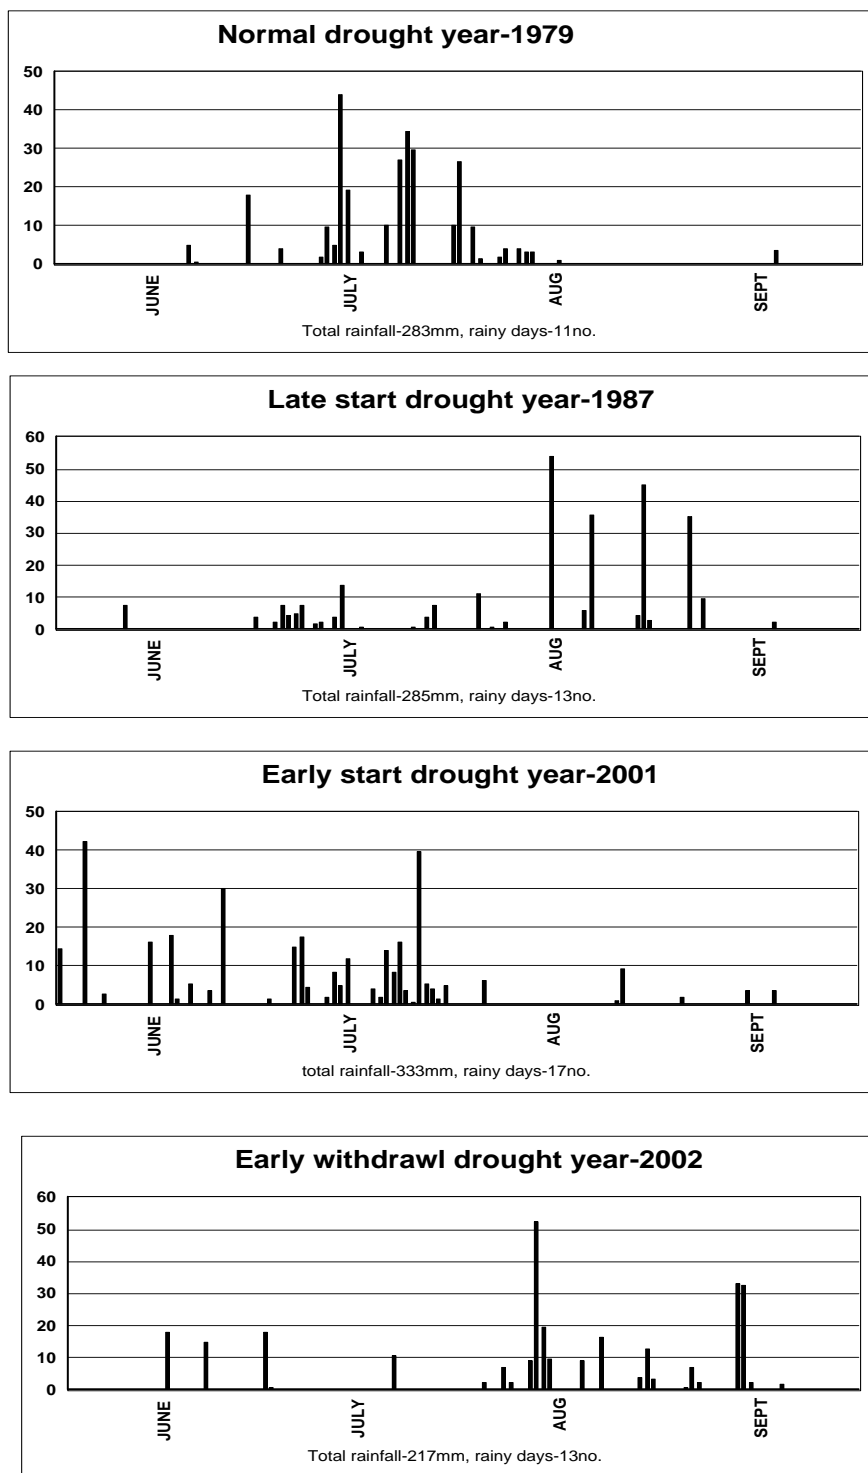 Normal drought year-1979
50
40
30
20
10
0
JUNE
JULY
AUG
SEPT
Total rainfall-283mm, rainy days-11no.
Late start drought year-1987
60
50
40
30
20
10
0
JUNE
JULY
AUG
SEPT
Total rainfall-285mm, rainy days-13no.
Early start drought year-2001
50
40
30
20
10
0
JUNE
JULY
AUG
SEPT
total rainfall-333mm, rainy days-17no.
Early withdrawl drought year-2002
60
50
40
30
20
10
0
JUNE
JULY
AUG
SEPT
Total rainfall-217mm, rainy days-13no.